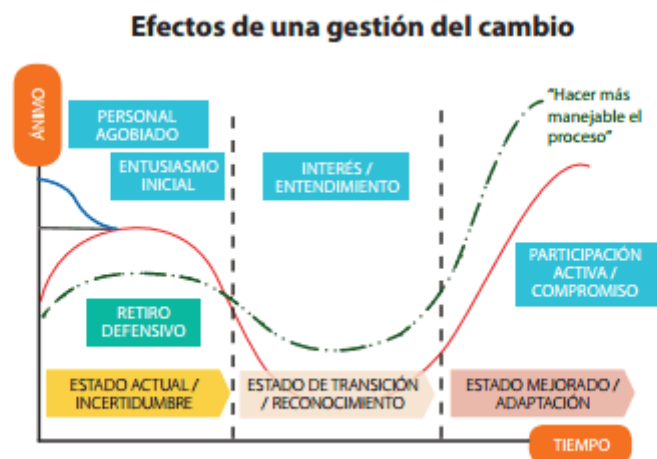 Efectos de una gestión del cambio
ÁNIMO
PERSONAL
AGOBIADO
ENTUSIASMO
INICIAL
INTERÉS /
ENTENDIMIENTO
"Hacer más
manejable el
proceso"
PARTICIPACIÓN
ACTIVA /
COMPROMISO
RETIRO
DEFENSIVO
ESTADO ACTUAL /
INCERTIDUMBRE
ESTADO DE TRANSICIÓN
/ RECONOCIMIENTO
ESTADO MEJORADO /
ADAPTACIÓN
TIEMPO